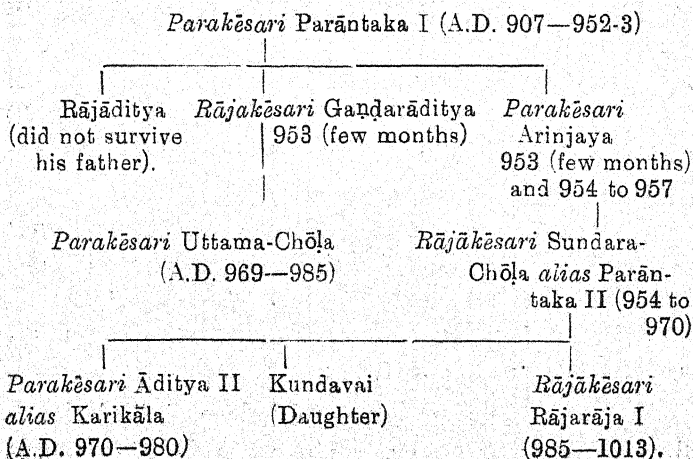 Parakēsari Parāntaka I (A.D. 907—952-3)
Rājāditya Rājakēsari Gaṇḍarāditya Parakēsari
(did not survive 953 (few months) Arinjaya
his father). 953 (few months)
and 954 to 957
Parakēsari Uttama-Chōḷa Rājākēsari Sundara-
(A.D. 969—985) Chōḷa alias Parān-
taka II (954 to
970)
Parakēsari Āditya II Kundavai Rājākēsari
alias Karikāla (Daughter) Rājarāja I
(A.D. 970—980) (985—1013).